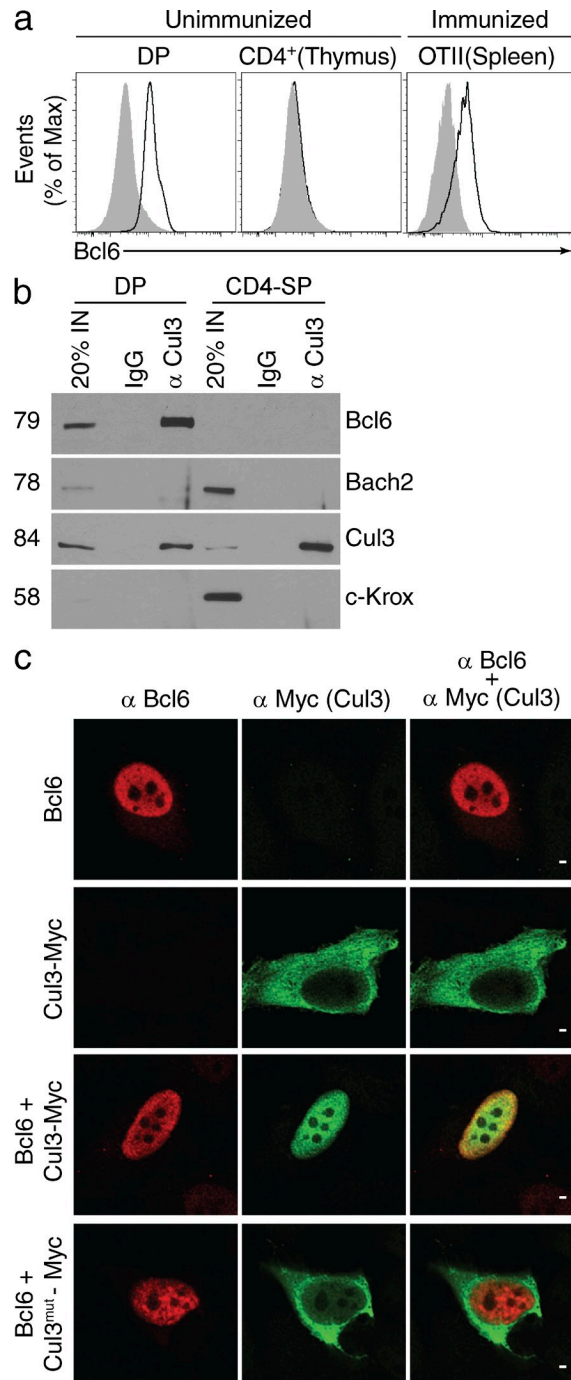 a
Unimmunized
Immunized
DP
CD4+(Thymus)
OTII(Spleen)
Events
(% of Max)
Bcl6
b
DP
CD4-SP
20% IN
IgG
α Cul3
20% IN
IgG
α Cul3
79
Bcl6
78
Bach2
84
Cul3
58
c-Krox
c
α Bcl6
α Myc (Cul3)
α Bcl6
+
α Myc (Cul3)
Bcl6
Cul3-Myc
Bcl6 +
Cul3-Myc
Bcl6 +
Cul3mut- Myc